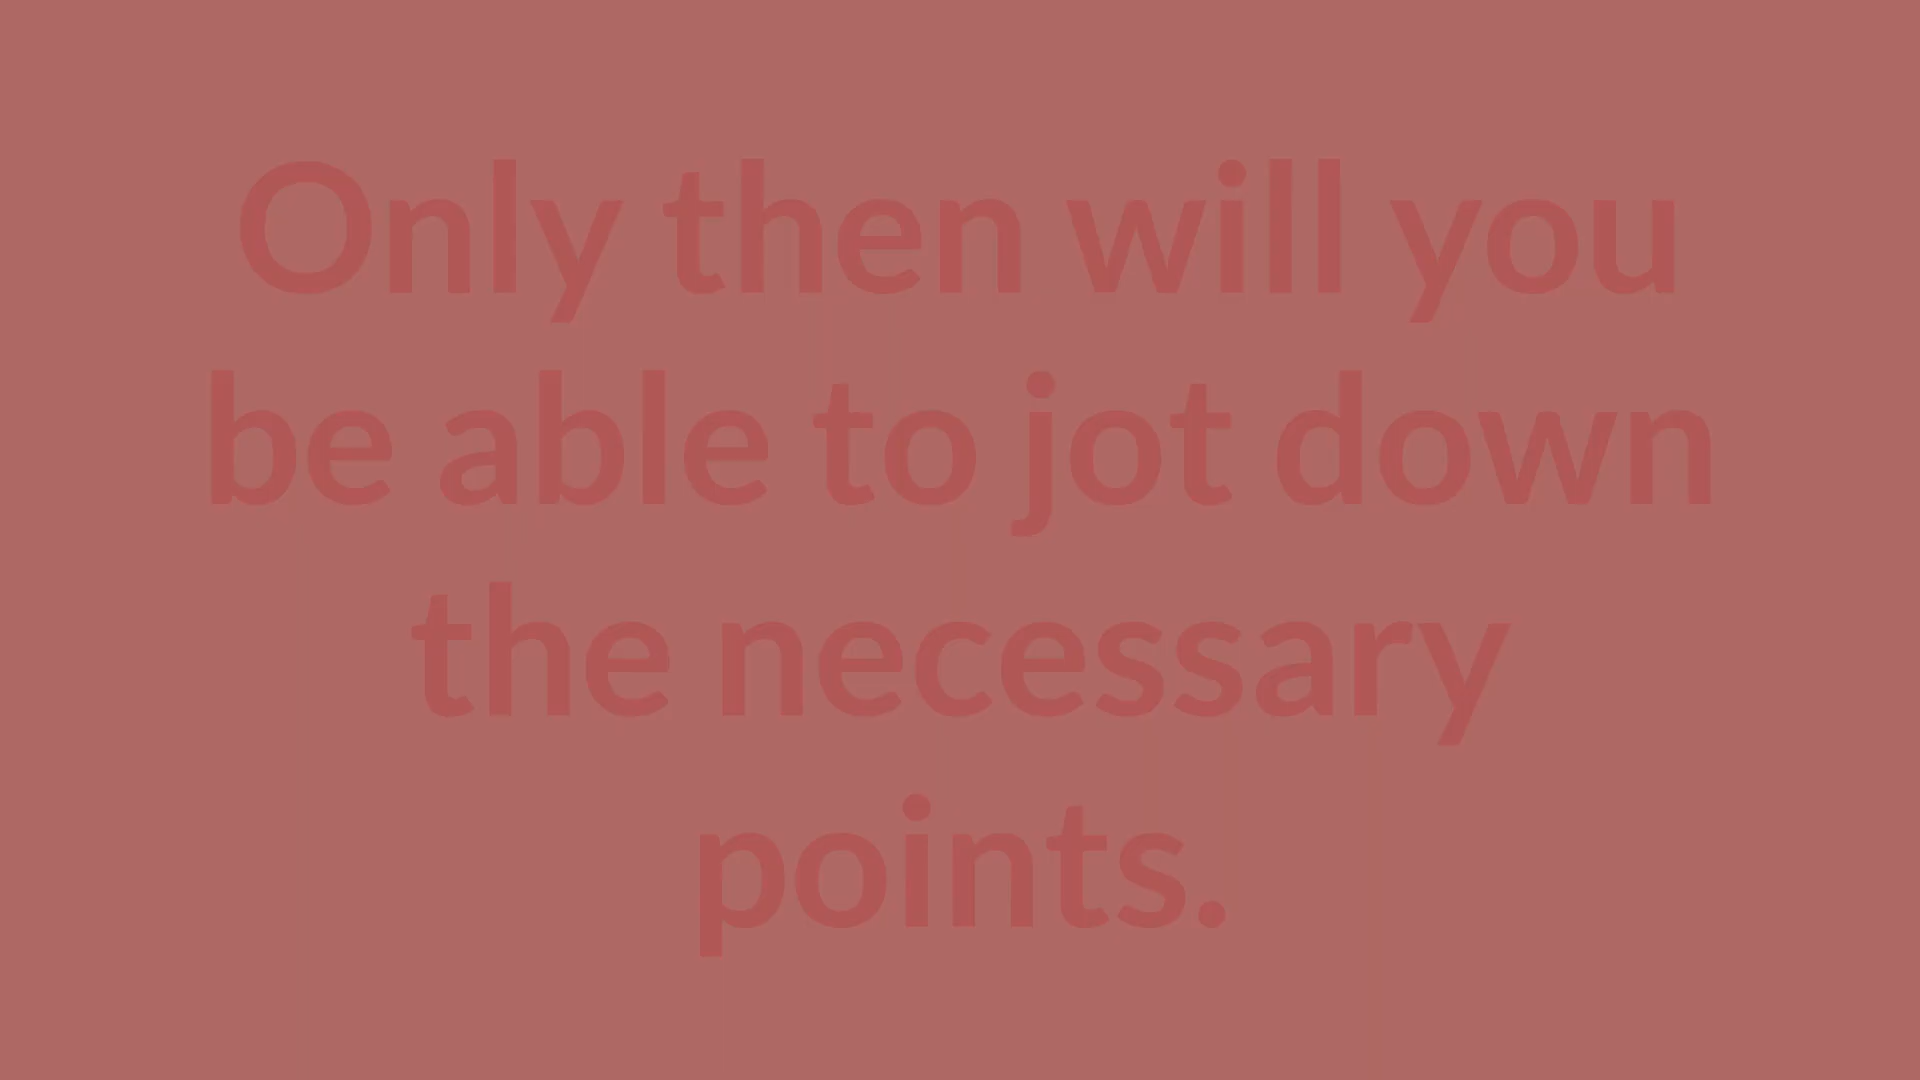 Only then will you
be able to jot down
the necessary
points.